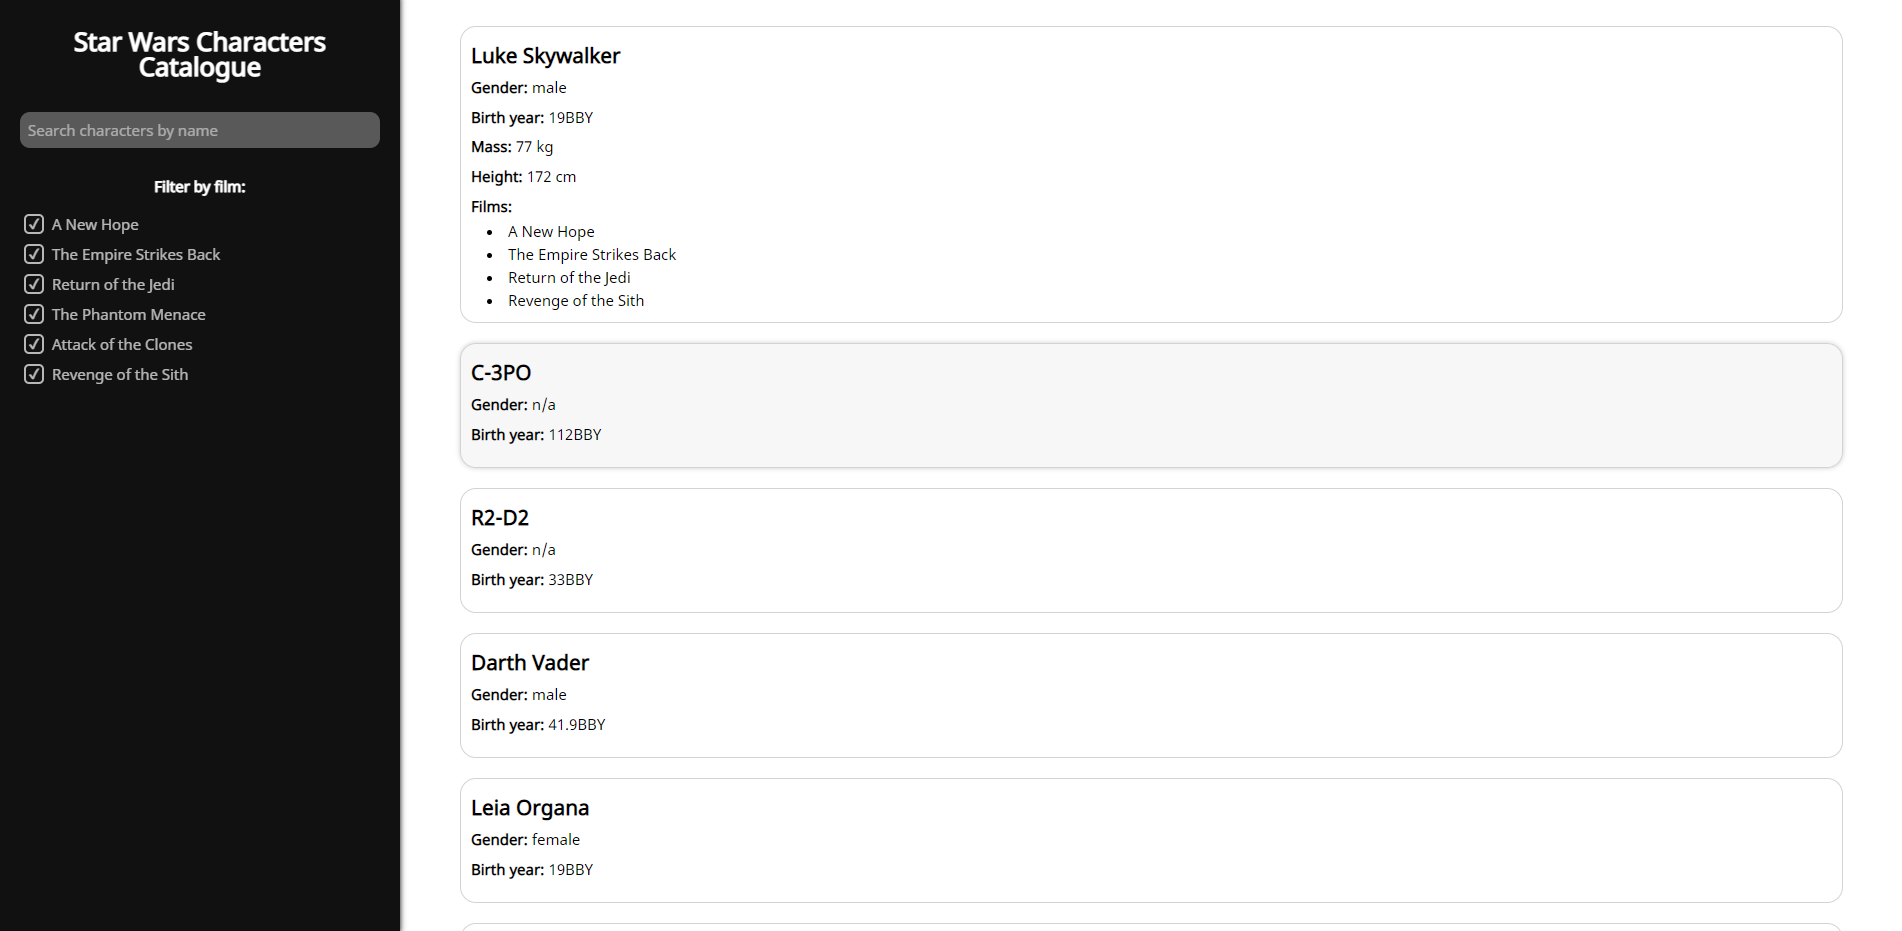 Star Wars Characters
Catalogue
Search characters by name
Filter by film:
A New Hope
The Empire Strikes Back
Return of the Jedi
The Phantom Menace
Attack of the Clones
Revenge of the Sith
Luke Skywalker
Gender: male
Birth year: 19BBY
Mass: 77 kg
Height: 172 cm
Films:
A New Hope
The Empire Strikes Back
Return of the Jedi
Revenge of the Sith
C-3PO
Gender: n/a
Birth year: 112BBY
R2-D2
Gender: n/a
Birth year: 33BBY
Darth Vader
Gender: male
Birth year: 41.9BBY
Leia Organa
Gender: female
Birth year: 19BBY